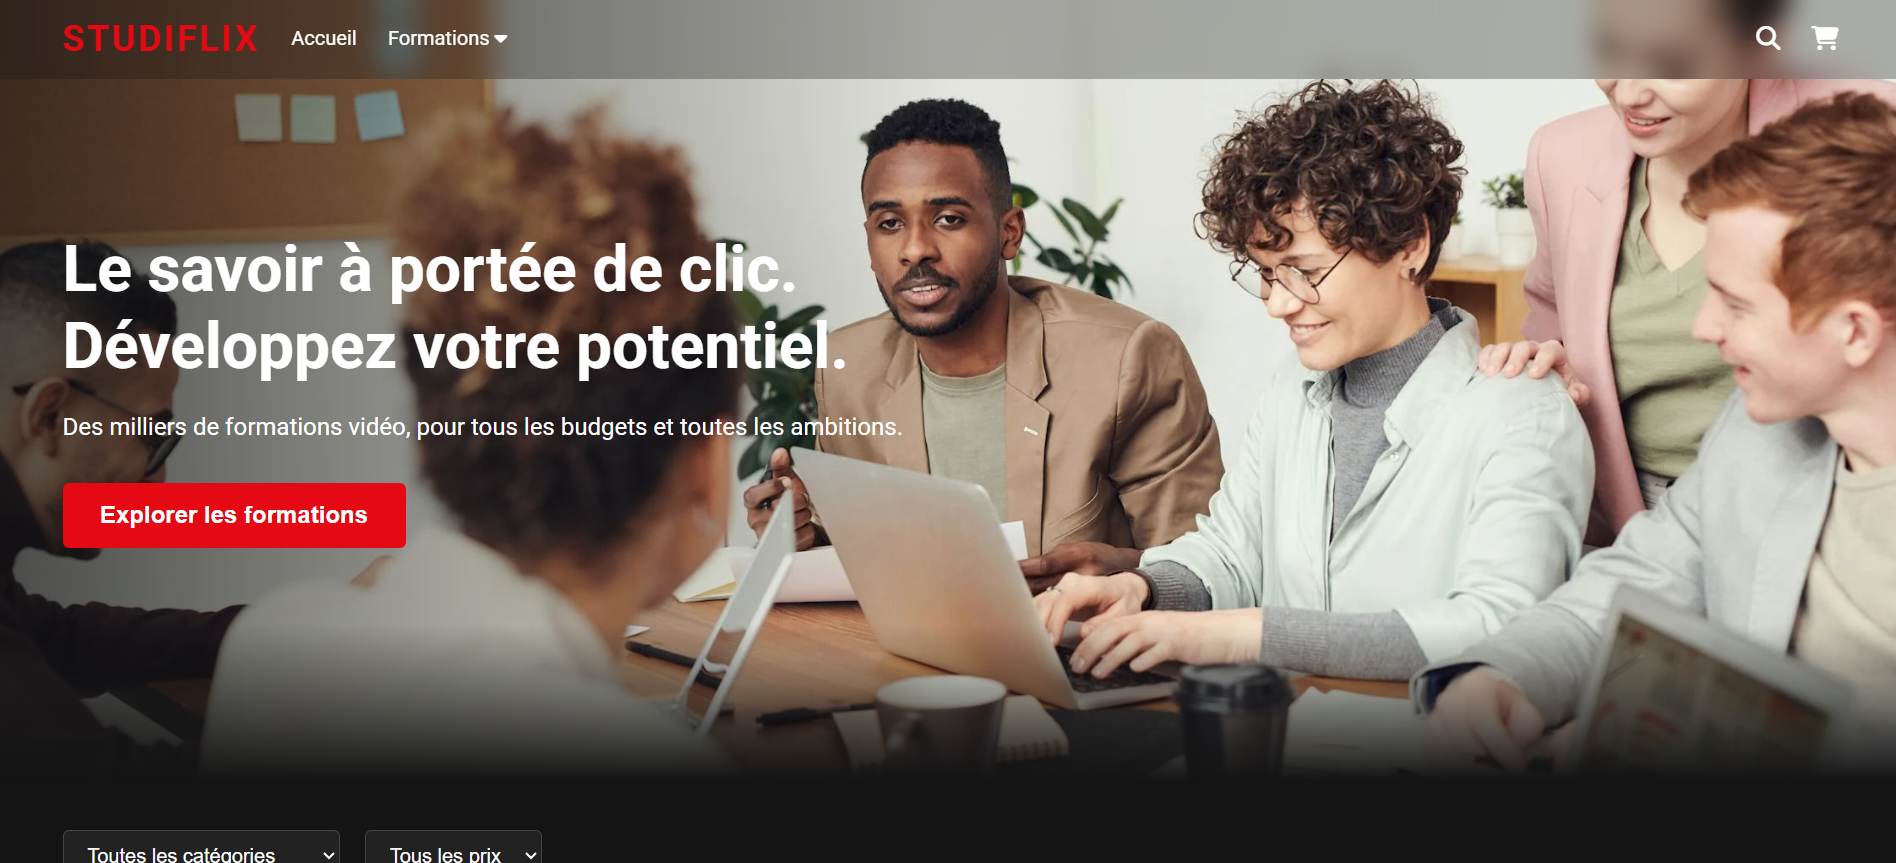 STUDIFLIX
Accueil
Formations
Le savoir à portée de clic.
Développez votre potentiel.
Des milliers de formations vidéo, pour tous les budgets et toutes les ambitions.
Explorer les formations
Toutes les catégories
Tous les prix